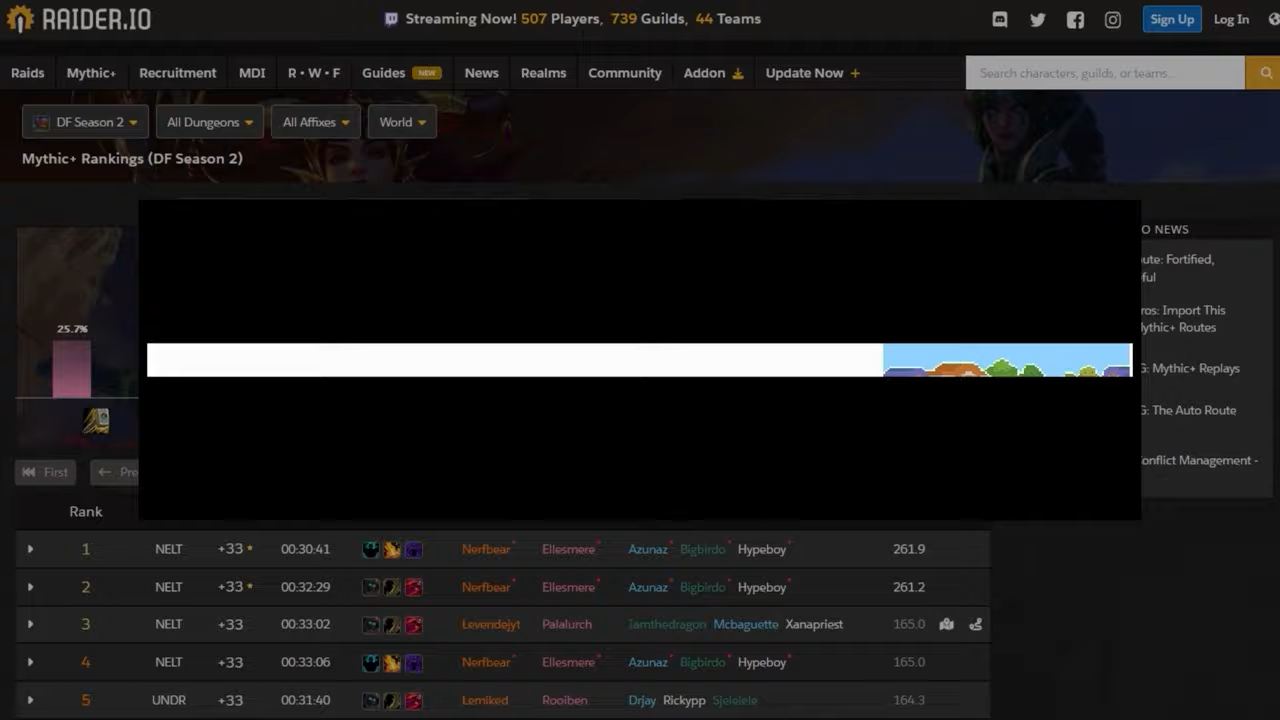 RAIDER.IO
Streaming Now! 507 Players, 739 Guilds, 44 Teams
Sign Up Log In
Raids Mythic+ Recruitment MDI R • W • F Guides NEW News Realms Community Addon Update Now +
Search characters, guilds, or teams...
DF Season 2 All Dungeons All Affixes World
Mythic+ Rankings (DF Season 2)
O NEWS
ute: Fortified,
ful
ros: Import This
ythic+ Routes
25.7%
G: Mythic+ Replays
G: The Auto Route
onflict Management -
First ← Pre
Rank
1 NELT +33 * 00:30:41 Nerfbear* Ellesmere* Azunaz* Bigbirdo* Hypeboy* 261.9
2 NELT +33 * 00:32:29 Nerfbear* Ellesmere* Azunaz* Bigbirdo* Hypeboy* 261.2
3 NELT +33 00:33:02 Levendejyt Palalurch Iamthedragon Mcbaguette Xanapriest 165.0
4 NELT +33 00:33:06 Nerfbear* Ellesmere* Azunaz* Bigbirdo* Hypeboy* 165.0
5 UNDR +33 00:31:40 Lemiked Rooiben Drjay Rickypp Sjelelele 164.3